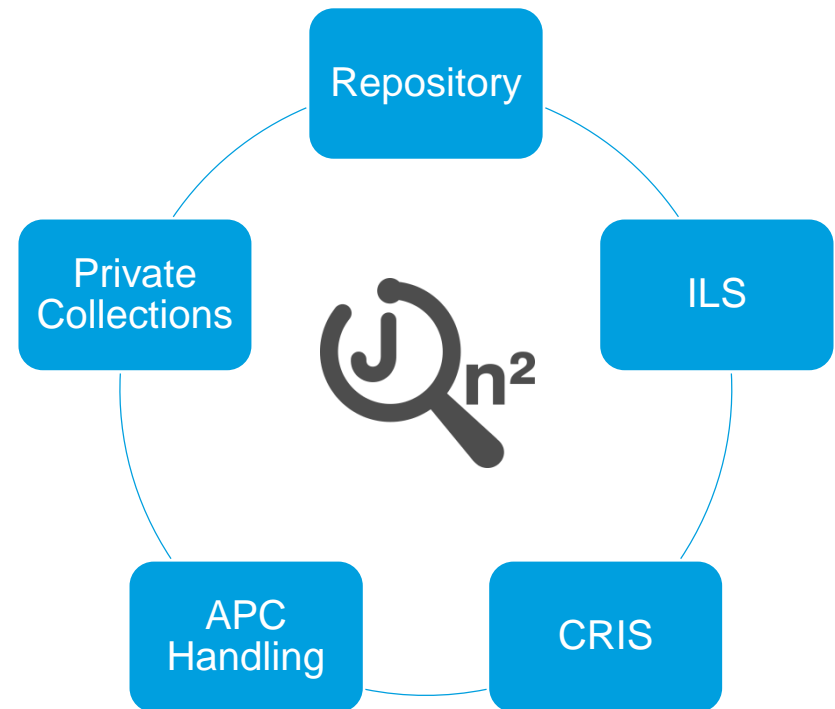 Repository
ILS
CRIS
APC
Handling
Private
Collections
J
n²